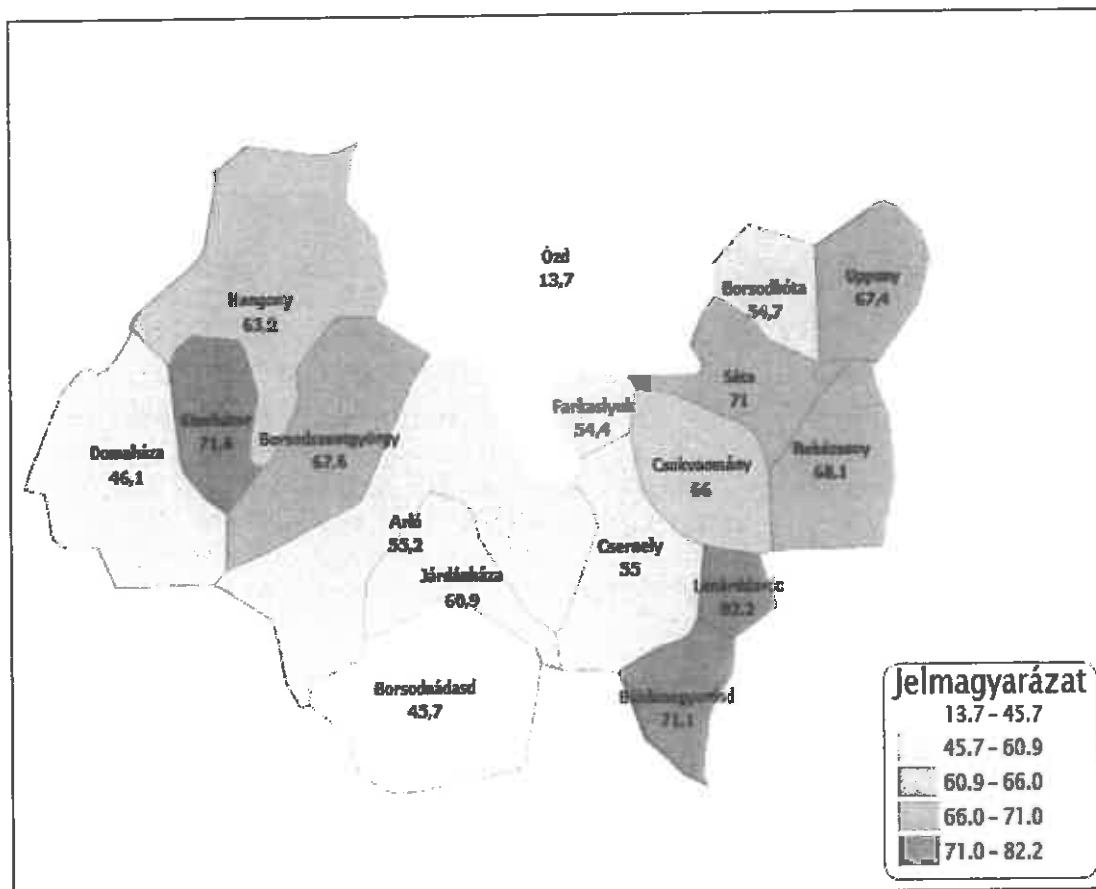 Ózd
13,7
Borsodbóta
54,7
Uppony
67,4
Hangony
63,2
Sáta
71
Farkaslyuk
54,4
71,6
Borsodszentgyörgy
67,6
Domaháza
46,1
Csokvaomány
66
68,1
Arló
55,2
Csernely
55
Járdánháza
60,9
82,2
Borsodnádasd
45,7
71,1
Jelmagyarázat
13.7 – 45.7
45.7 – 60.9
60.9 – 66.0
66.0 – 71.0
71.0 – 82.2